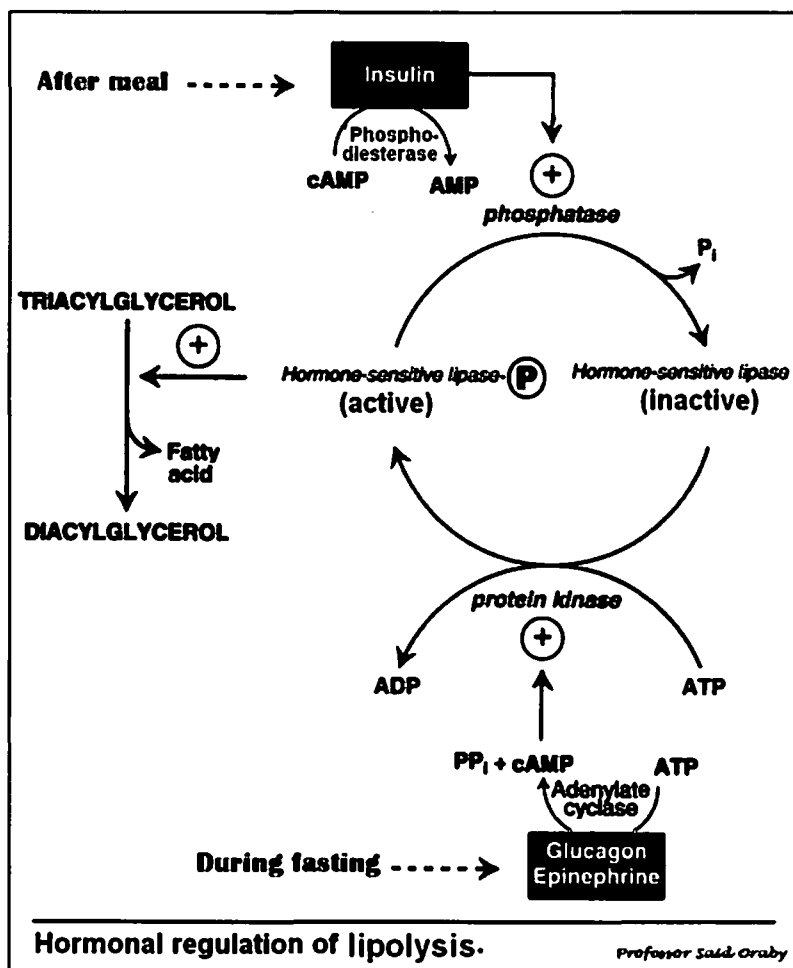 Insulin
After meal
Phospho-
diesterase
cAMP
AMP
+
phosphatase
Pi
TRIACYLGLYCEROL
+
Hormone-sensitive lipase- P
(active)
Hormone-sensitive lipase
(inactive)
Fatty
acid
DIACYLGLYCEROL
protein kinase
+
ADP
ATP
PPi + cAMP
ATP
Adenylate
cyclase
During fasting
Glucagon
Epinephrine
Hormonal regulation of lipolysis.
Professor Said Oraby